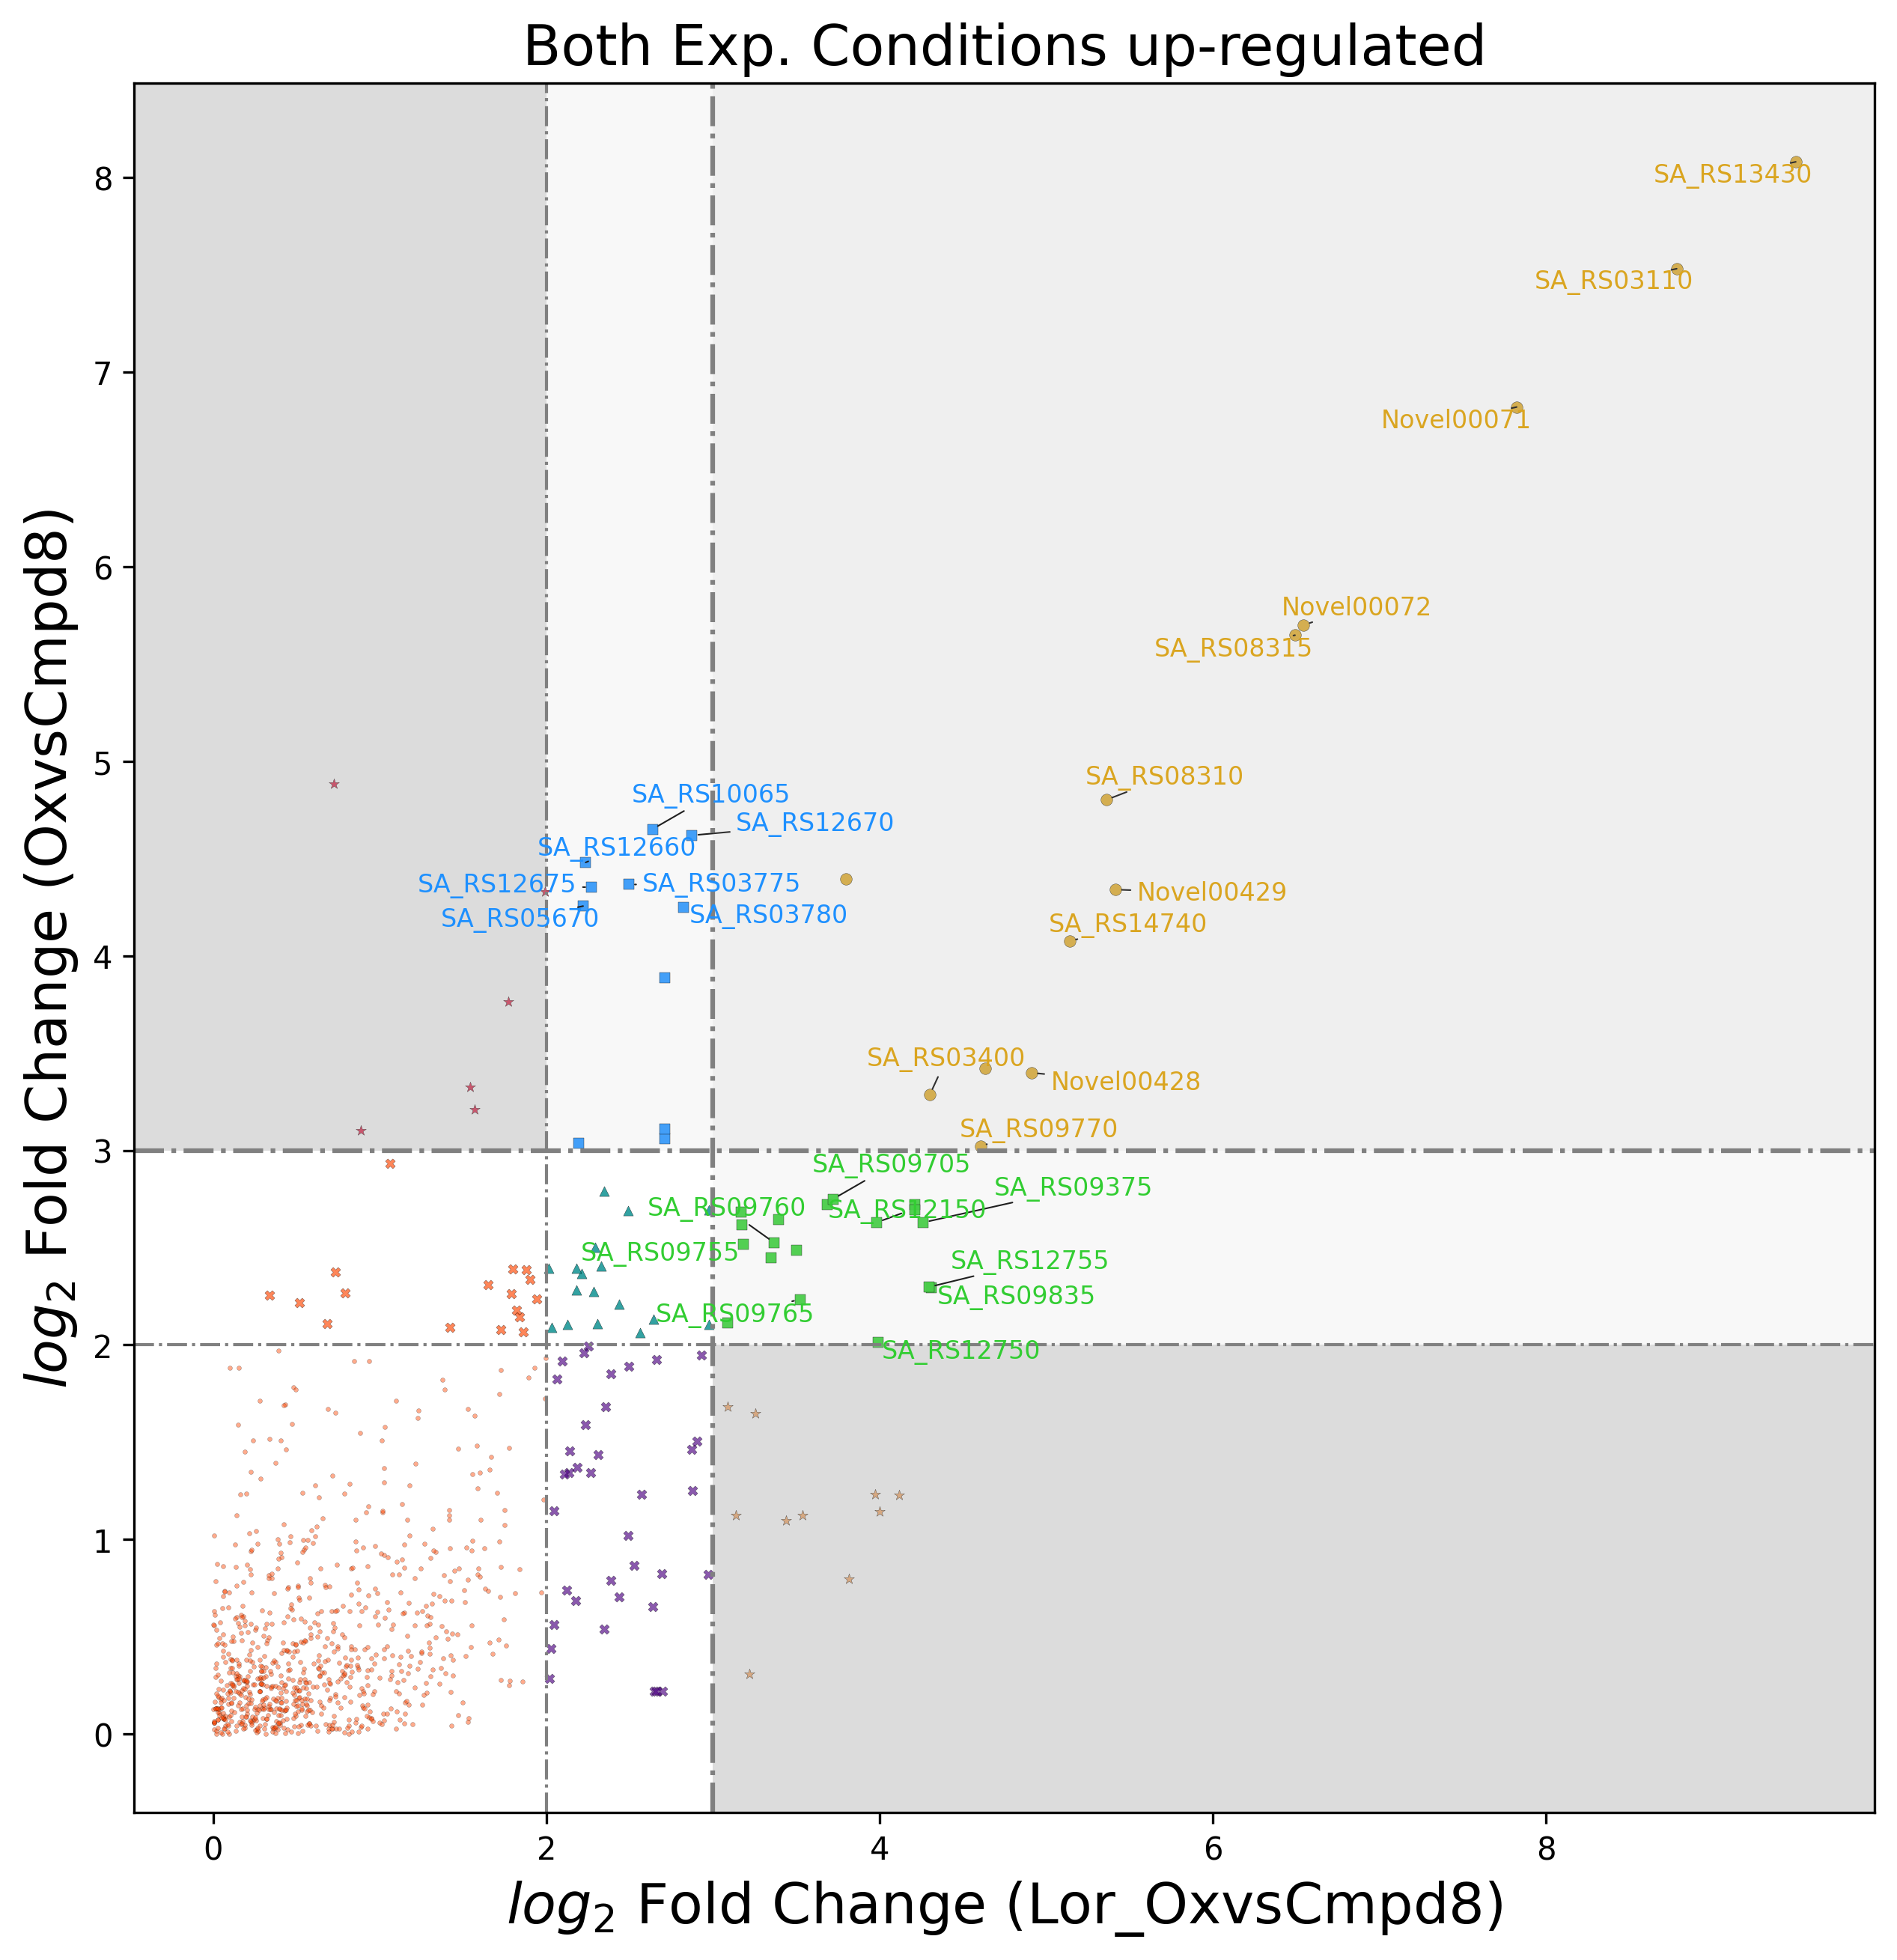 Both Exp. Conditions up-regulated
log2 Fold Change (OxvsCmpd8)
8
7
6
5
4
3
2
1
0
SA_RS13430
SA_RS03110
Novel00071
Novel00072
SA_RS08315
SA_RS08310
SA_RS10065
SA_RS12670
SA_RS12660
SA_RS12675
SA_RS03775
Novel00429
SA_RS05670
SA_RS03780
SA_RS14740
SA_RS03400
Novel00428
SA_RS09770
SA_RS09705
SA_RS09375
SA_RS09760
SA_RS12150
SA_RS09755
SA_RS12755
SA_RS09835
SA_RS09765
SA_RS12750
0
2
4
6
8
log2 Fold Change (Lor_OxvsCmpd8)